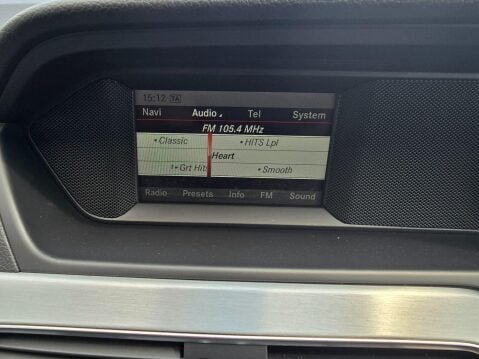 15:12 TA
Navi Audio Tel System
FM 105.4 MHz
• Classic • HITS Lpl
Heart
• Grt Hits • Smooth
Radio Presets Info FM Sound